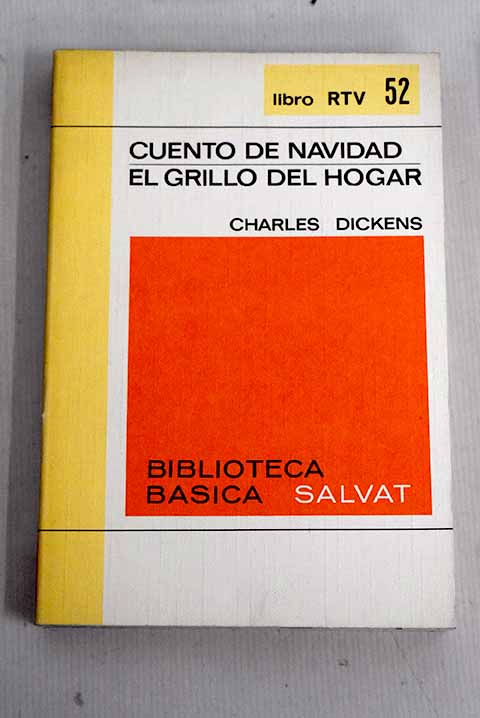 libro RTV 52
CUENTO DE NAVIDAD
EL GRILLO DEL HOGAR
CHARLES DICKENS
BIBLIOTECA
BASICA SALVAT